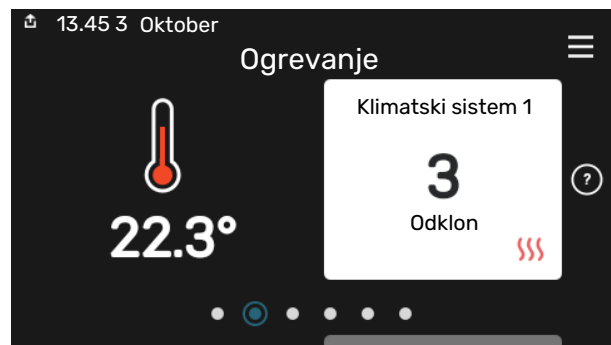 13.45 3 Oktober
Ogrevanje
Klimatski sistem 1
3
Odklon
22.3°
?